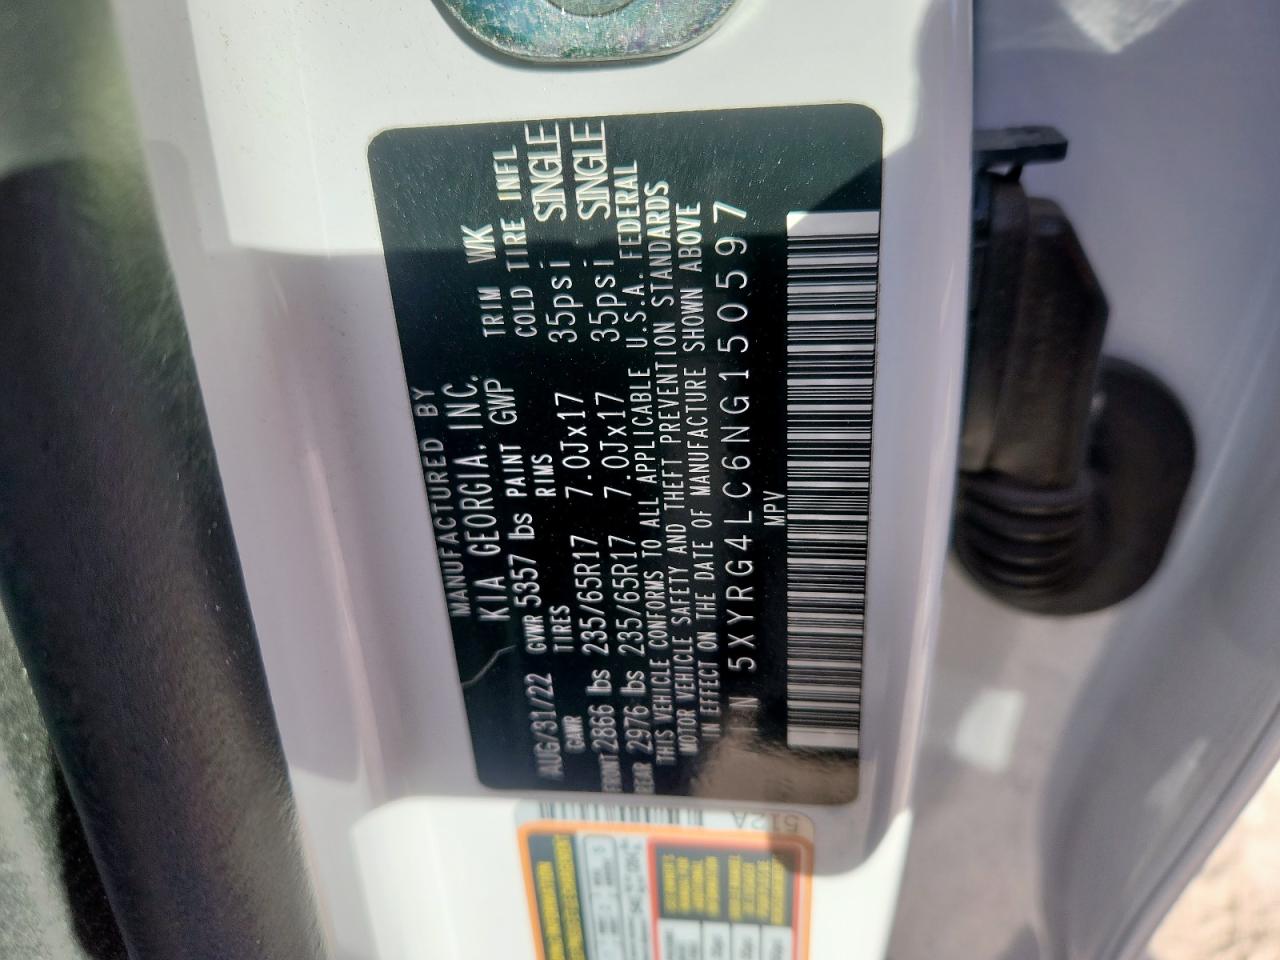 MANUFACTURED BY
KIA GEORGIA, INC.
AUG/31/22 GVWR 5357 lbs PAINT GWP TRIM WK
GAWR TIRES RIMS COLD TIRE INFL
FRONT 2866 lbs 235/65R17 7.0Jx17 35psi SINGLE
REAR 2976 lbs 235/65R17 7.0Jx17 35psi SINGLE
THIS VEHICLE CONFORMS TO ALL APPLICABLE U.S.A. FEDERAL
MOTOR VEHICLE SAFETY AND THEFT PREVENTION STANDARDS
IN EFFECT ON THE DATE OF MANUFACTURE SHOWN ABOVE
VIN 5XYRG4LC6NG150597
MPV
512A